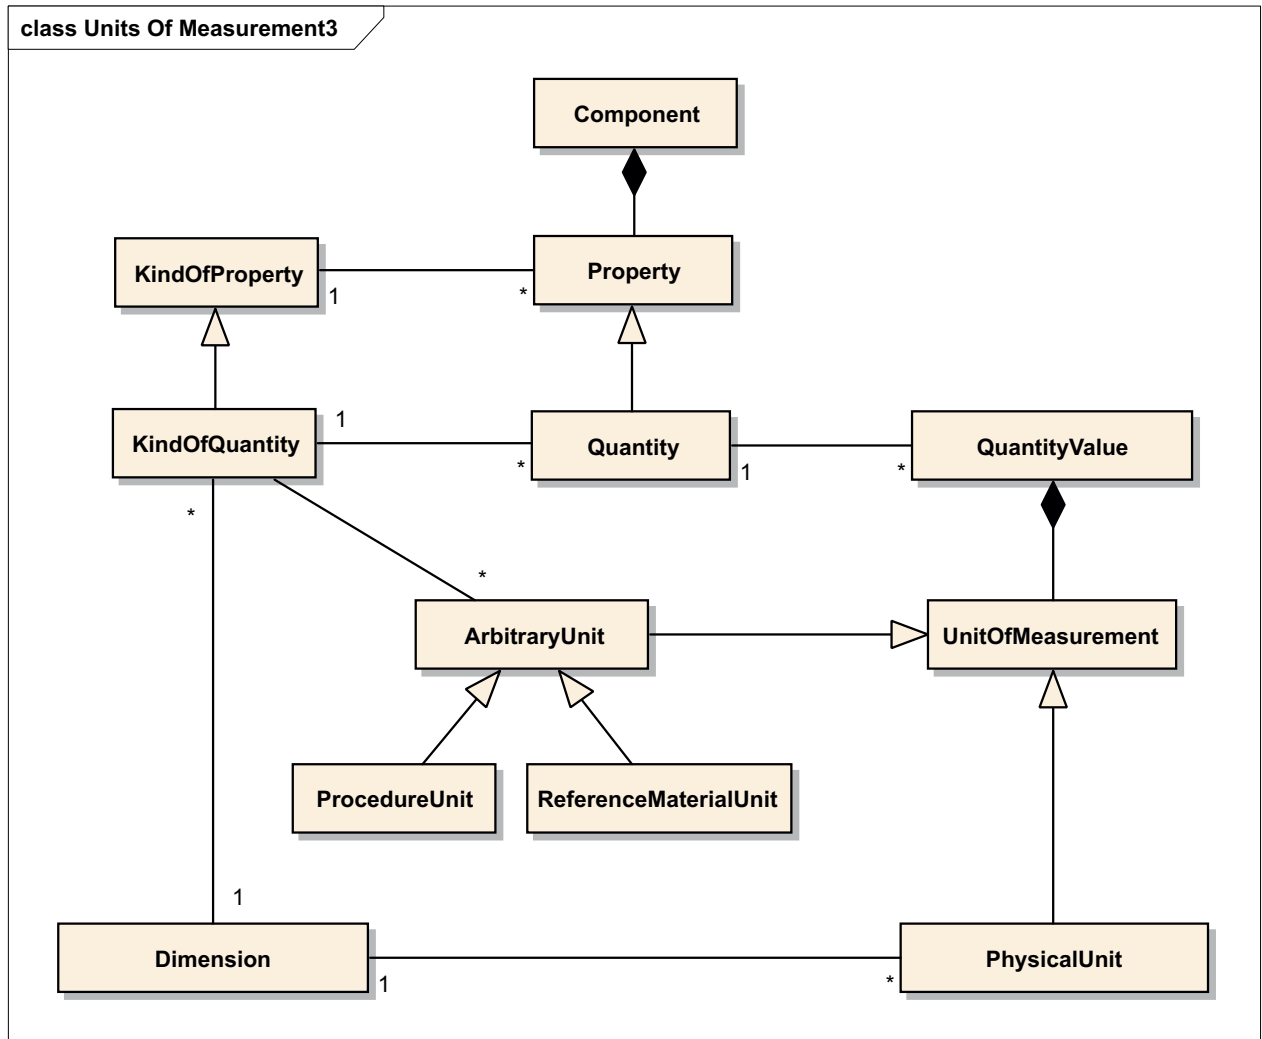 class Units Of Measurement3
Component
KindOfProperty
1
*
Property
KindOfQuantity
1
*
Quantity
1
*
QuantityValue
*
*
ArbitraryUnit
UnitOfMeasurement
ProcedureUnit
ReferenceMaterialUnit
1
Dimension
1
*
PhysicalUnit